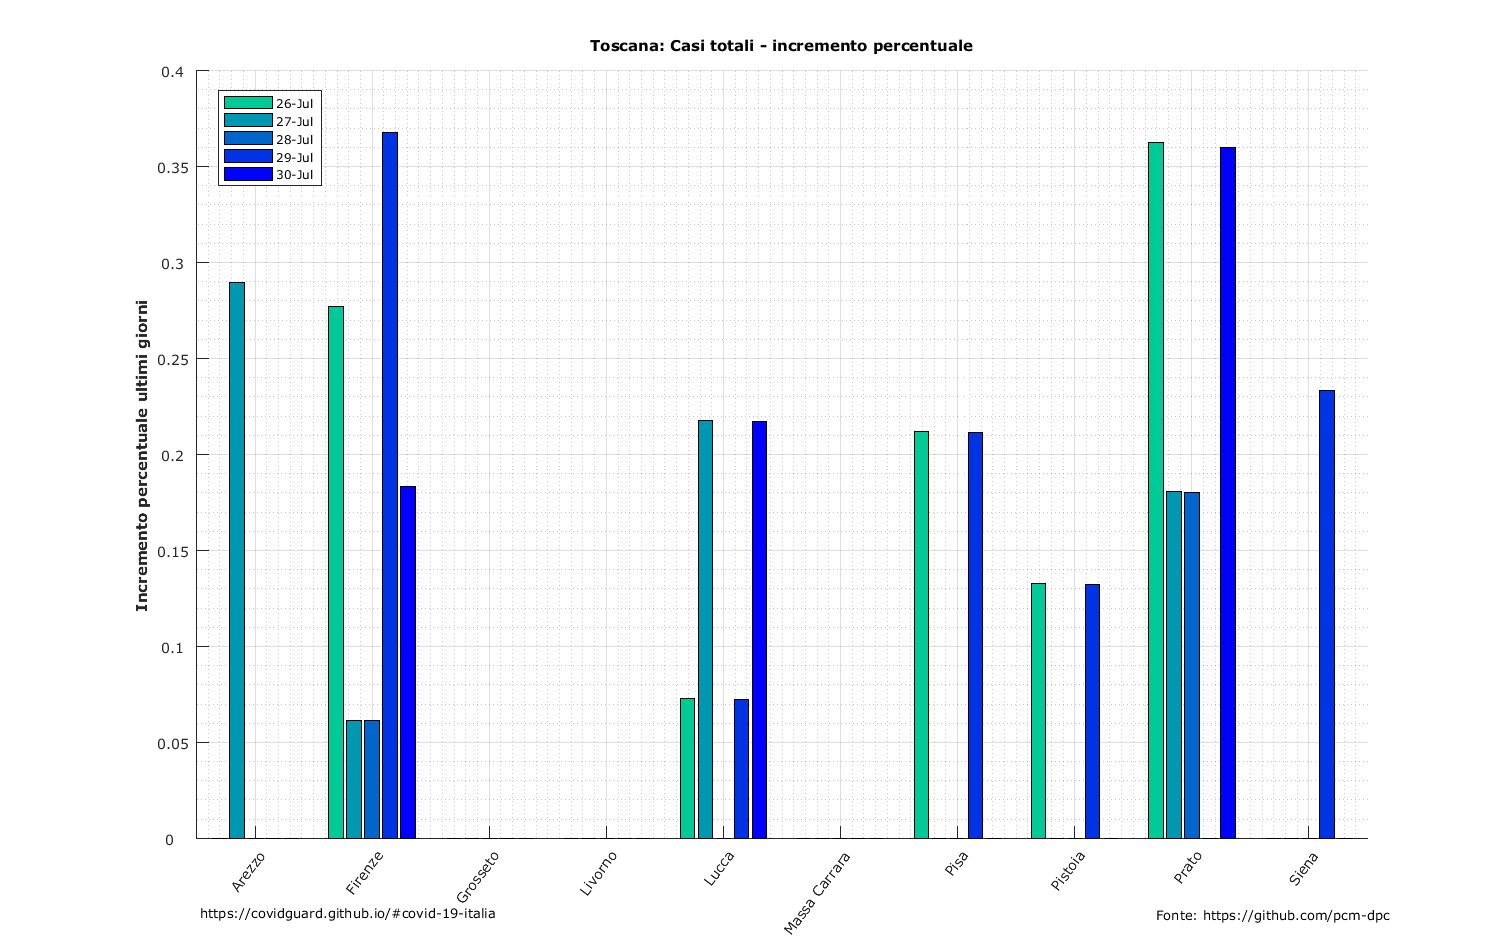 Toscana: Casi totali - incremento percentuale
0.4
0.35
0.3
0.25
0.2
0.15
0.1
0.05
0
Incremento percentuale ultimi giorni
26-Jul
27-Jul
28-Jul
29-Jul
30-Jul
Arezzo
Firenze
Grosseto
Livorno
Lucca
Massa Carrara
Pisa
Pistoia
Prato
Siena
https://covidguard.github.io/#covid-19-italia
Fonte: https://github.com/pcm-dpc